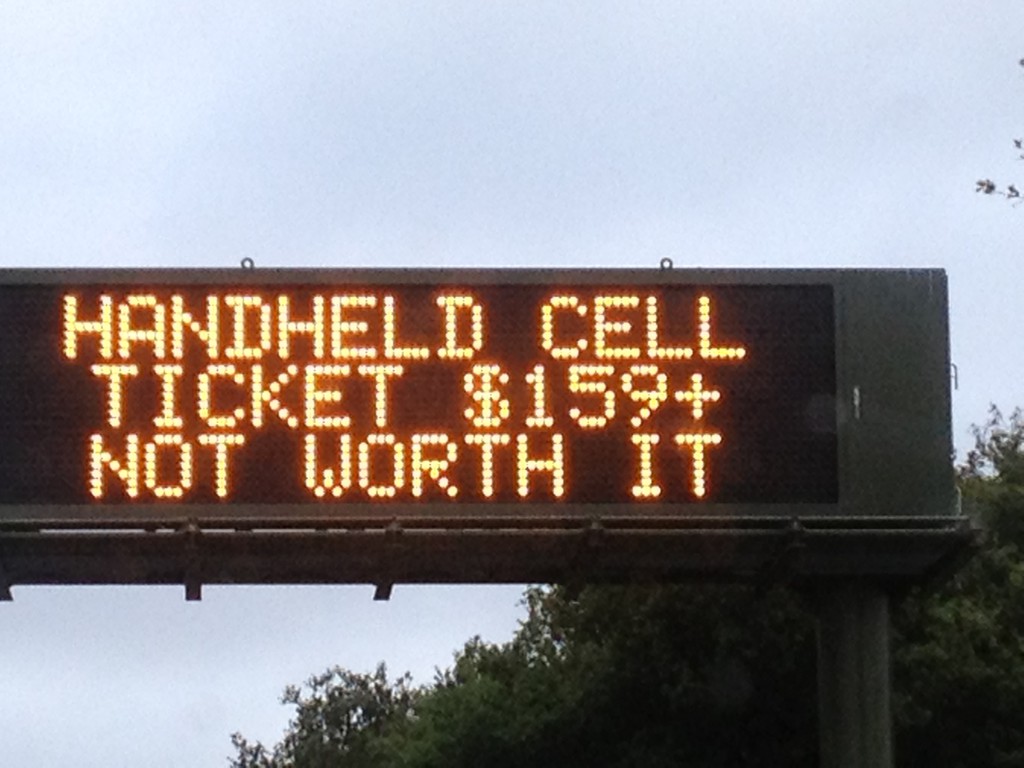 HANDHELD CELL
TICKET $159+
NOT WORTH IT